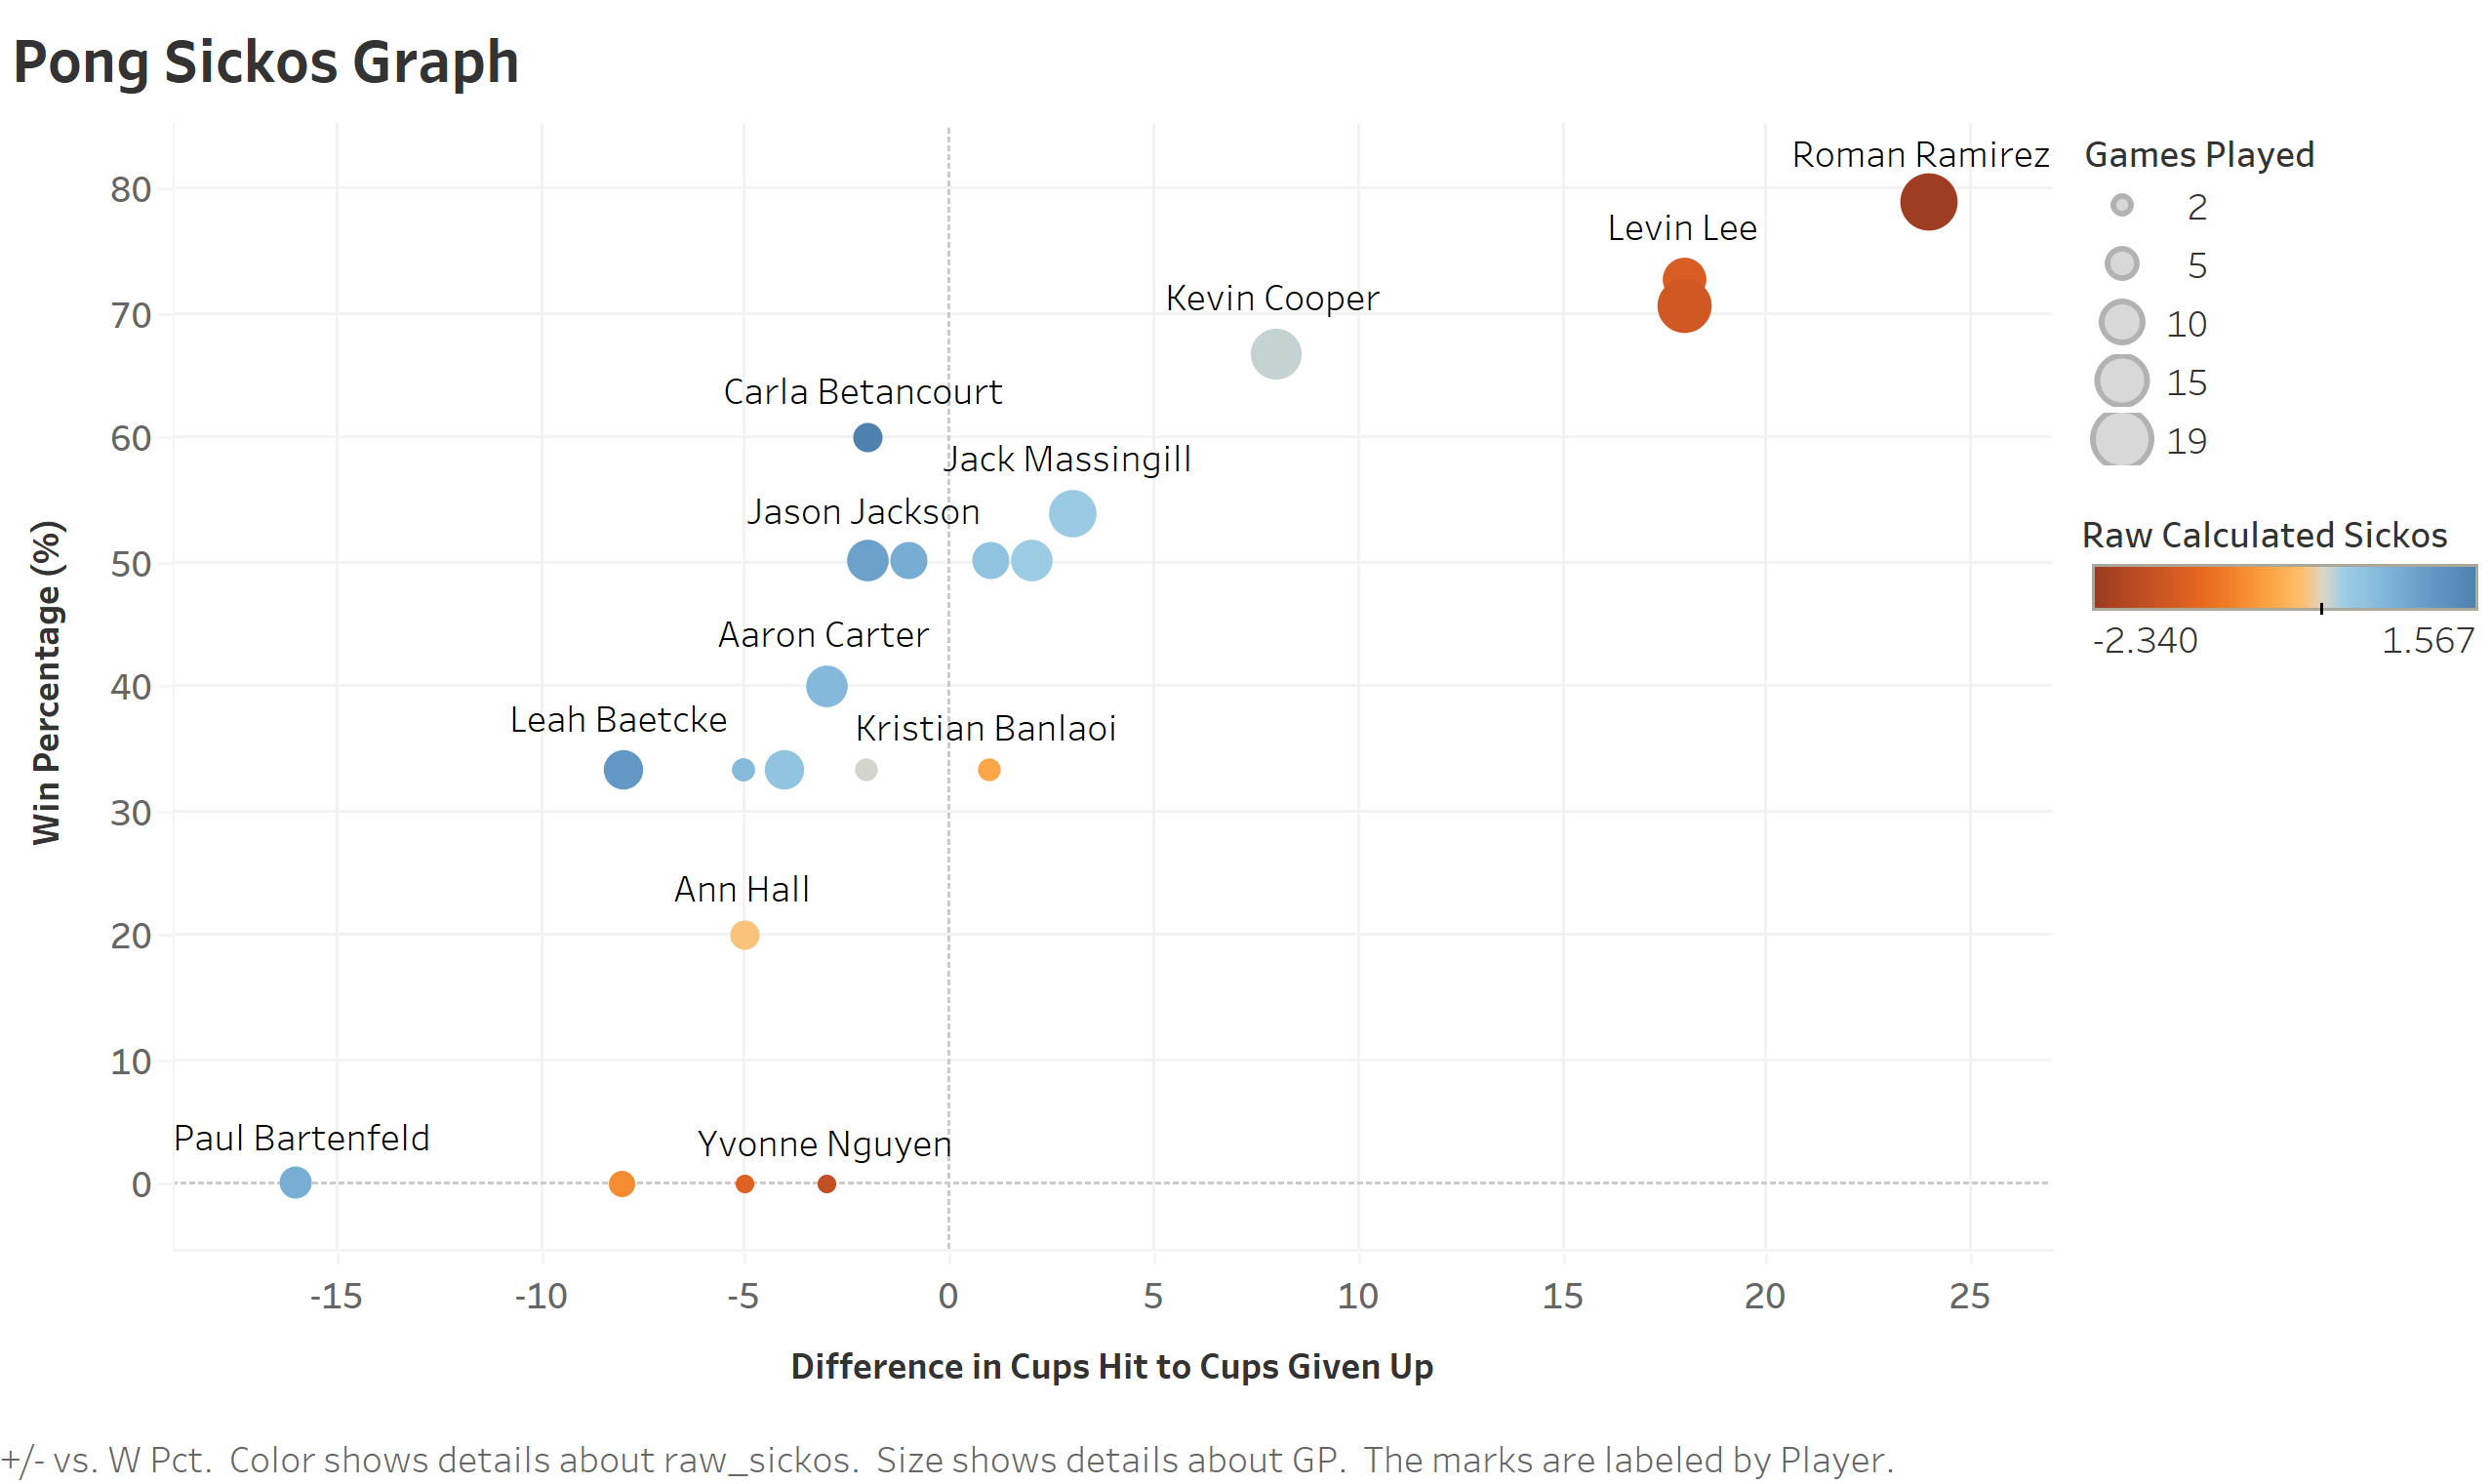 Pong Sickos Graph
Roman Ramirez
Levin Lee
Kevin Cooper
Carla Betancourt
Jack Massingill
Jason Jackson
Aaron Carter
Leah Baetcke
Kristian Banlaoi
Ann Hall
Paul Bartenfeld
Yvonne Nguyen
Win Percentage (%)
80
70
60
50
40
30
20
10
0
-15 -10 -5 0 5 10 15 20 25
Difference in Cups Hit to Cups Given Up
Games Played
2
5
10
15
19
Raw Calculated Sickos
-2.340 1.567
+/- vs. W Pct. Color shows details about raw_sickos. Size shows details about GP. The marks are labeled by Player.